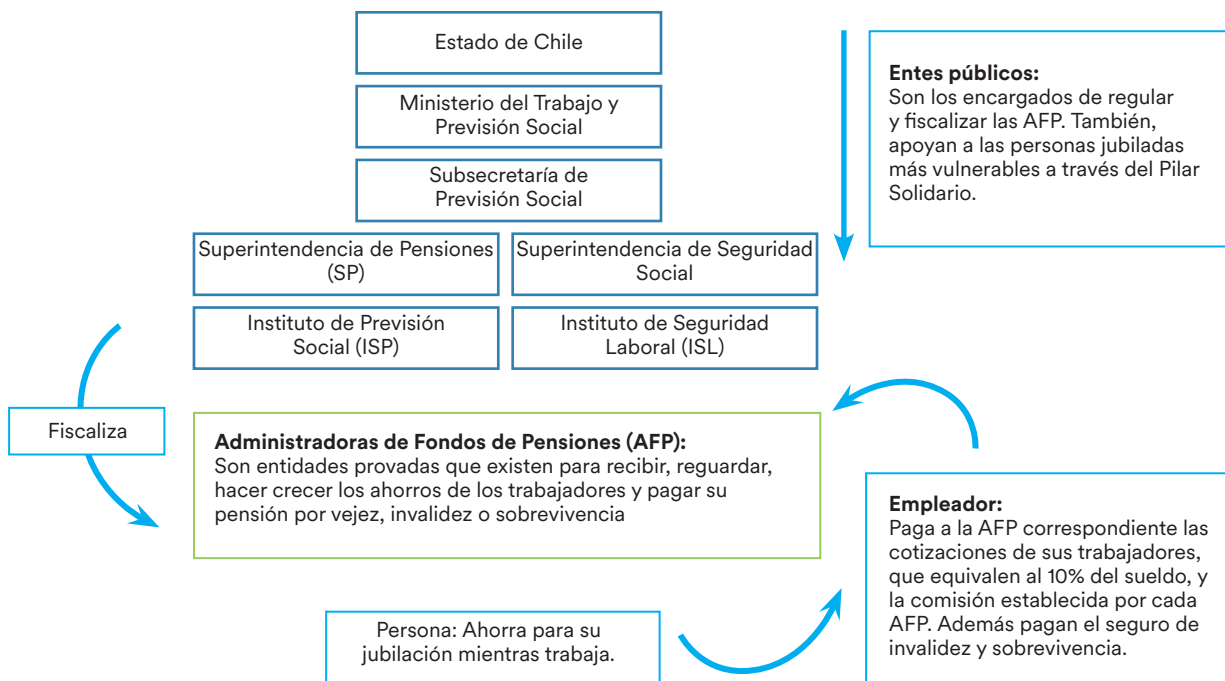 Estado de Chile
Ministerio del Trabajo y
Previsión Social
Subsecretaría de
Previsión Social
Superintendencia de Pensiones
(SP)
Superintendencia de Seguridad
Social
Instituto de Previsión
Social (ISP)
Instituto de Seguridad
Laboral (ISL)
Entes públicos:
Son los encargados de regular
y fiscalizar las AFP. También,
apoyan a las personas jubiladas
más vulnerables a través del Pilar
Solidario.
Fiscaliza
Administradoras de Fondos de Pensiones (AFP):
Son entidades provadas que existen para recibir, reguardar,
hacer crecer los ahorros de los trabajadores y pagar su
pensión por vejez, invalidez o sobrevivencia
Empleador:
Paga a la AFP correspondiente las
cotizaciones de sus trabajadores,
que equivalen al 10% del sueldo, y
la comisión establecida por cada
AFP. Además pagan el seguro de
invalidez y sobrevivencia.
Persona: Ahorra para su
jubilación mientras trabaja.